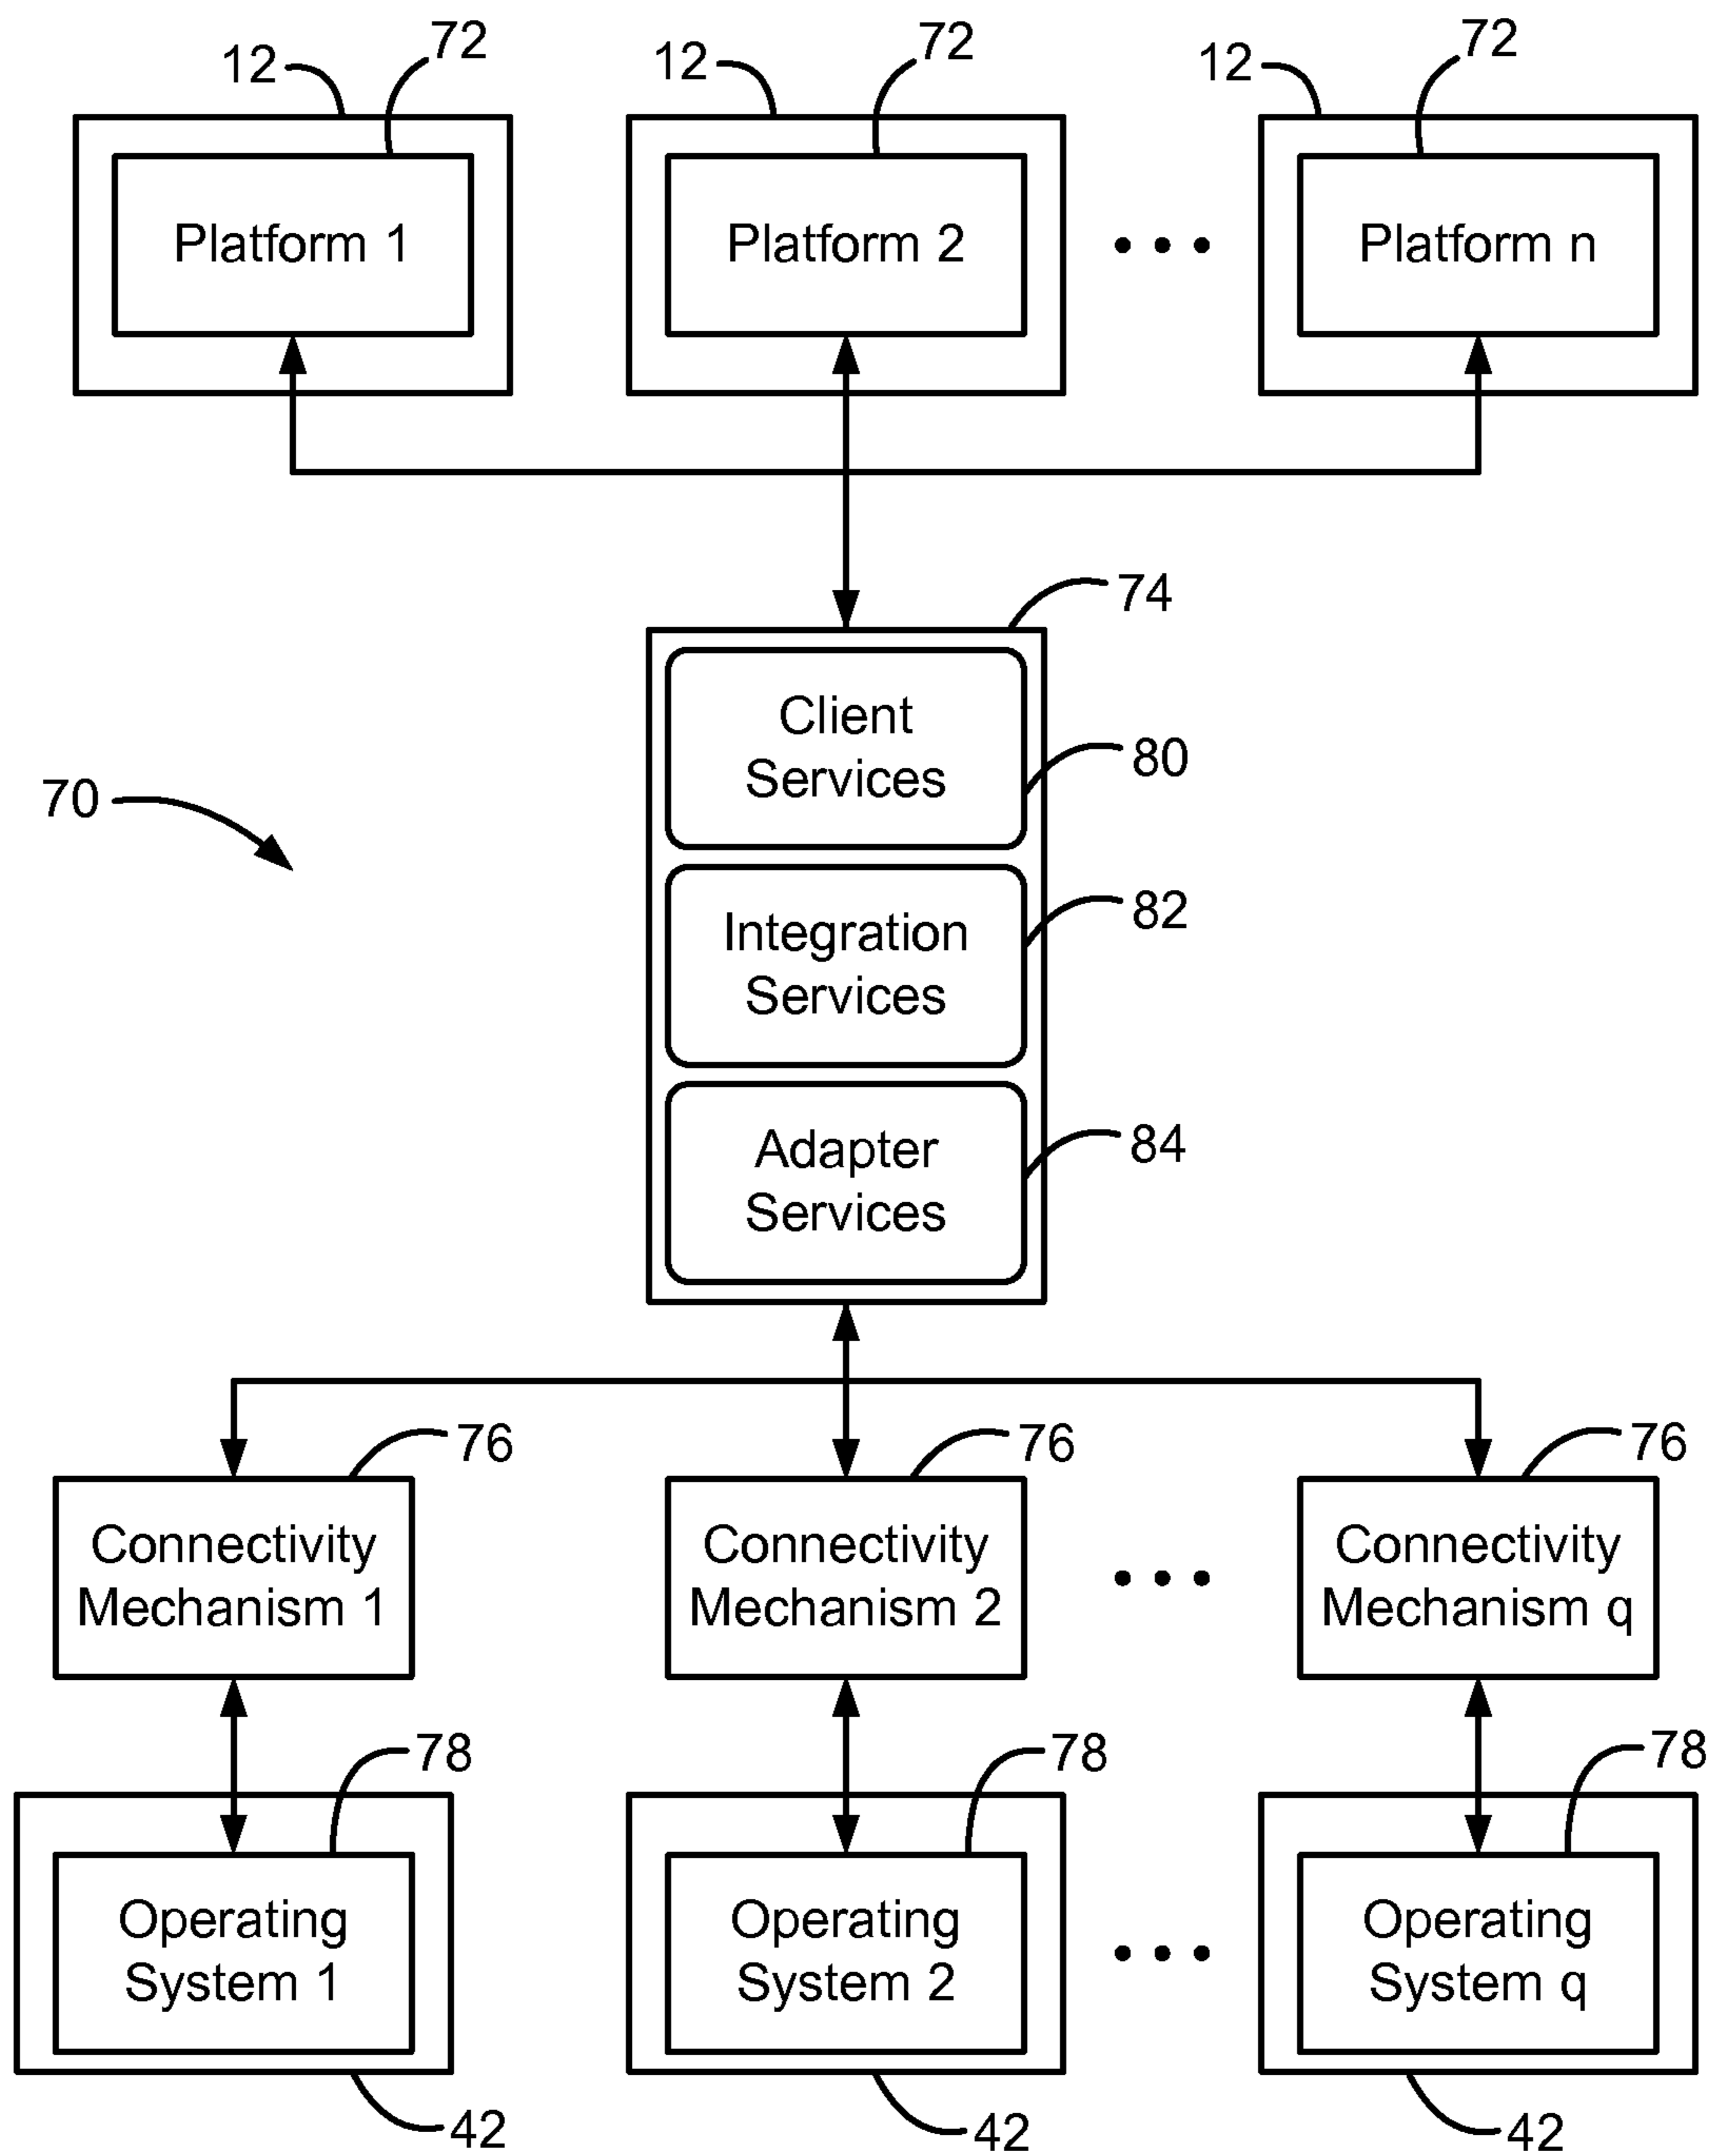 12 72 12 72 12 72
Platform 1 Platform 2 • • • Platform n
74
Client
Services
80
70
82
Integration
Services
84
Adapter
Services
76 76 76
Connectivity Connectivity Connectivity
Mechanism 1 Mechanism 2 • • • Mechanism q
78 78 78
Operating Operating Operating
System 1 System 2 • • • System q
42 42 42